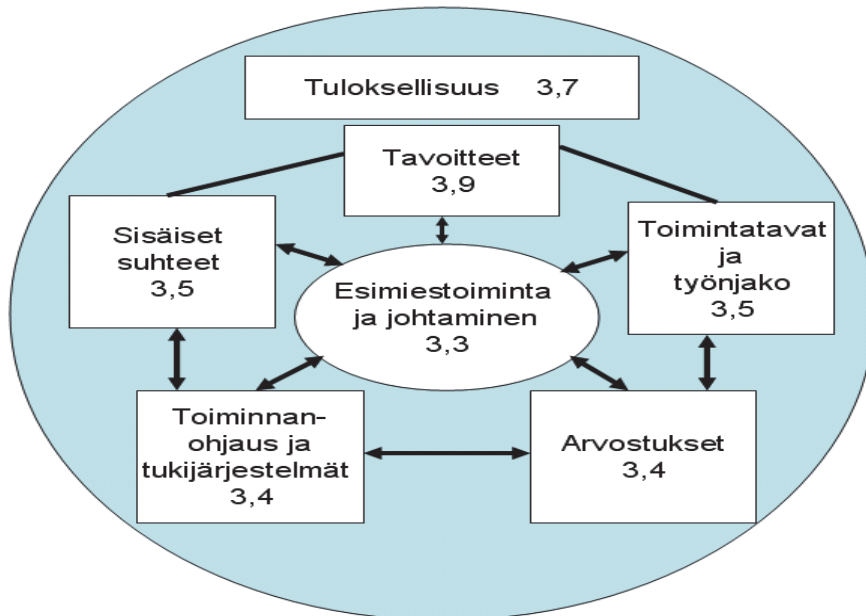 Tuloksellisuus 3,7
Tavoitteet
3,9
Sisäiset
suhteet
3,5
Toimintatavat
ja
työnjako
3,5
Esimiestoiminta
ja johtaminen
3,3
Toiminnan-
ohjaus ja
tukijärjestelmät
3,4
Arvostukset
3,4